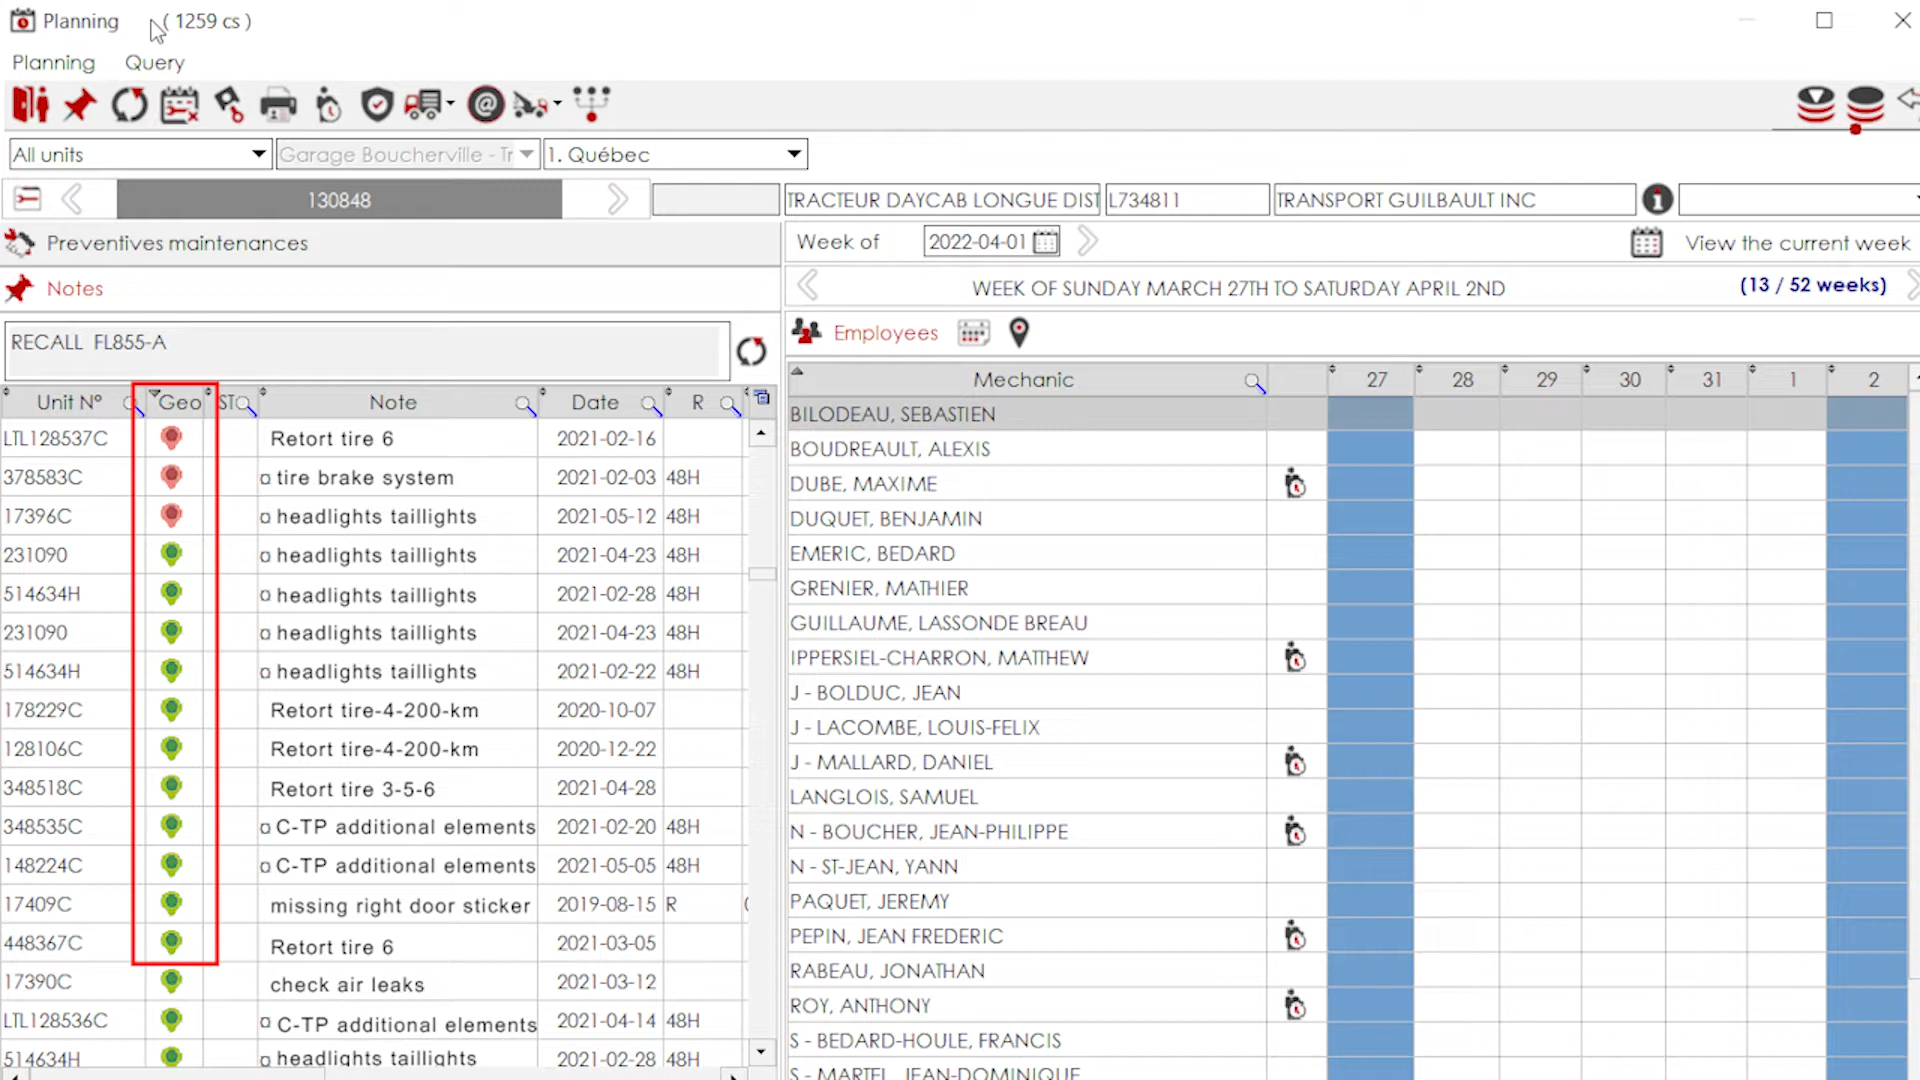 Planning ( 1259 cs )
Planning Query
All units Garage Boucherville - Tr 1. Québec
130848 TRACTEUR DAYCAB LONGUE DIST L734811 TRANSPORT GUILBAULT INC
Preventives maintenances Week of 2022-04-01 View the current week
Notes WEEK OF SUNDAY MARCH 27TH TO SATURDAY APRIL 2ND (13 / 52 weeks)
RECALL FL855-A
Employees
Unit Nº Geo ST Note Date R
LTL128537C Retort tire 6 2021-02-16
378583C tire brake system 2021-02-03 48H
17396C headlights taillights 2021-05-12 48H
231090 headlights taillights 2021-04-23 48H
514634H headlights taillights 2021-02-28 48H
231090 headlights taillights 2021-04-23 48H
514634H headlights taillights 2021-02-22 48H
178229C Retort tire-4-200-km 2020-10-07
128106C Retort tire-4-200-km 2020-12-22
348518C Retort tire 3-5-6 2021-04-28
348535C C-TP additional elements 2021-02-20 48H
148224C C-TP additional elements 2021-05-05 48H
17409C missing right door sticker 2019-08-15 R
448367C Retort tire 6 2021-03-05
17390C check air leaks 2021-03-12
LTL128536C C-TP additional elements 2021-04-14 48H
514634H headlights taillights 2021-02-28 48H
Mechanic 27 28 29 30 31 1 2
BILODEAU, SEBASTIEN
BOUDREAULT, ALEXIS
DUBE, MAXIME
DUQUET, BENJAMIN
EMERIC, BEDARD
GRENIER, MATHIER
GUILLAUME, LASSONDE BREAU
IPPERSIEL-CHARRON, MATTHEW
J - BOLDUC, JEAN
J - LACOMBE, LOUIS-FELIX
J - MALLARD, DANIEL
LANGLOIS, SAMUEL
N - BOUCHER, JEAN-PHILIPPE
N - ST-JEAN, YANN
PAQUET, JEREMY
PEPIN, JEAN FREDERIC
RABEAU, JONATHAN
ROY, ANTHONY
S - BEDARD-HOULE, FRANCIS
S - MARTEL, JEAN-DOMINIQUE